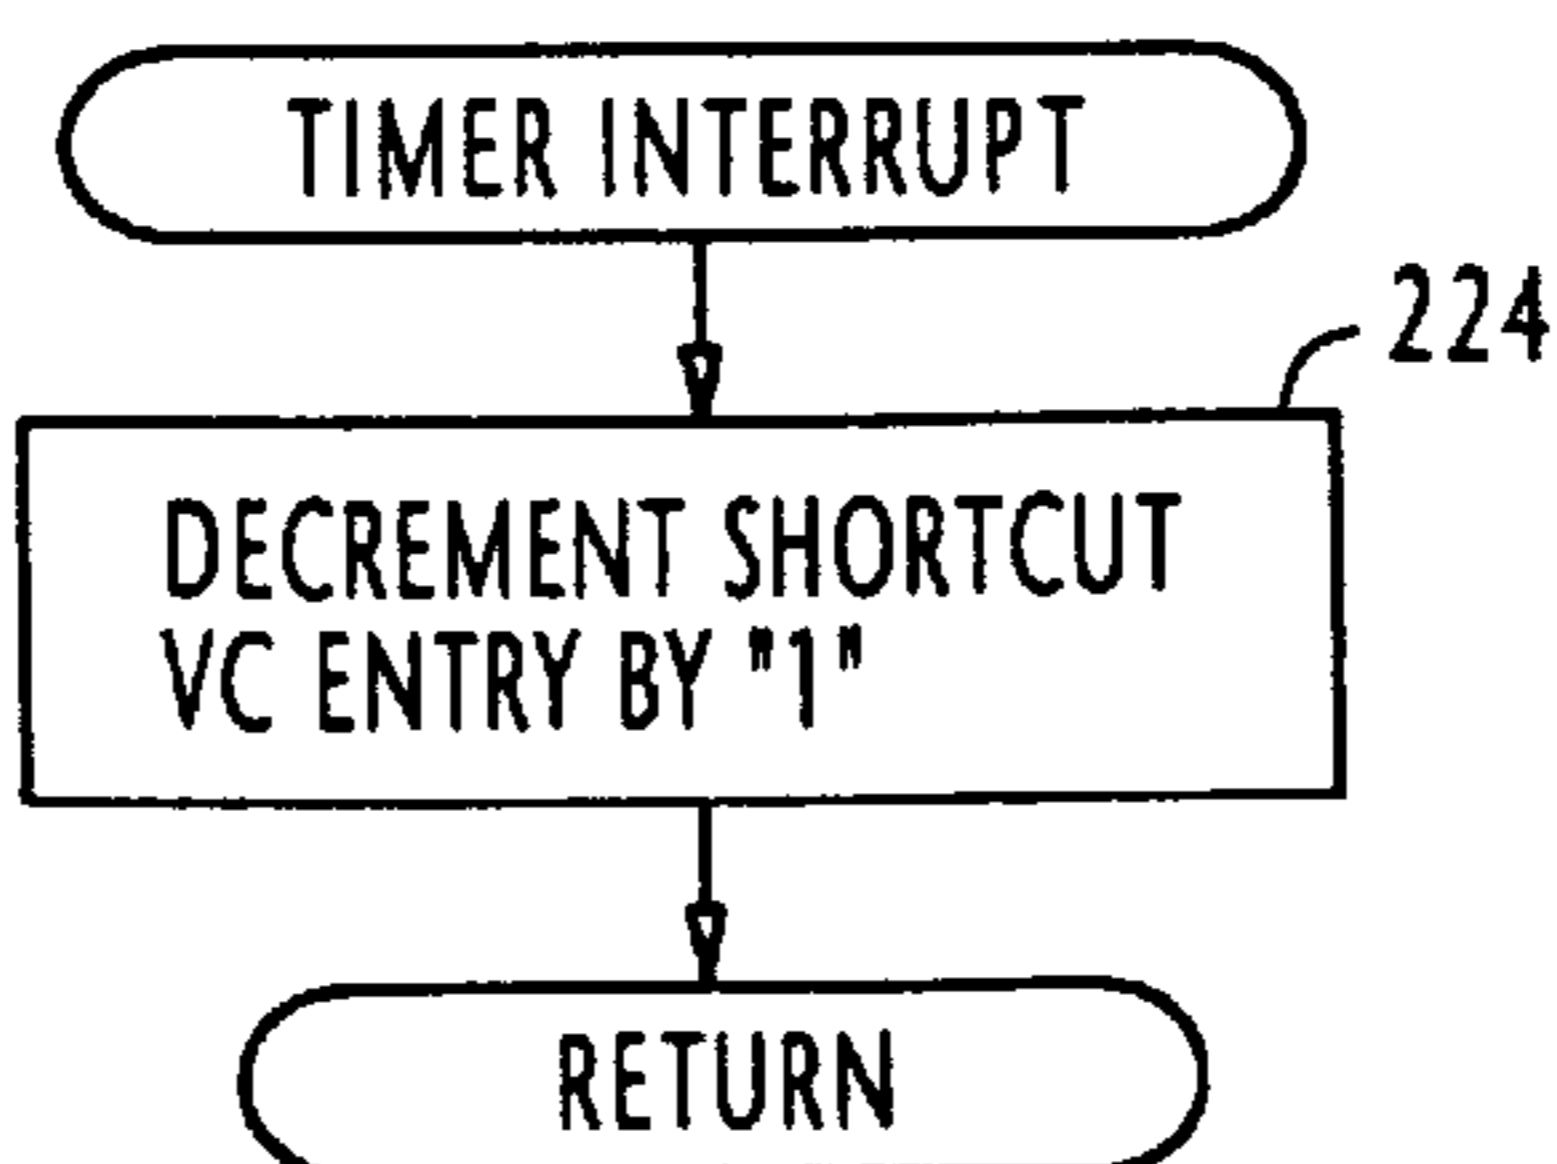 TIMER INTERRUPT
224
DECREMENT SHORTCUT
VC ENTRY BY "1"
RETURN